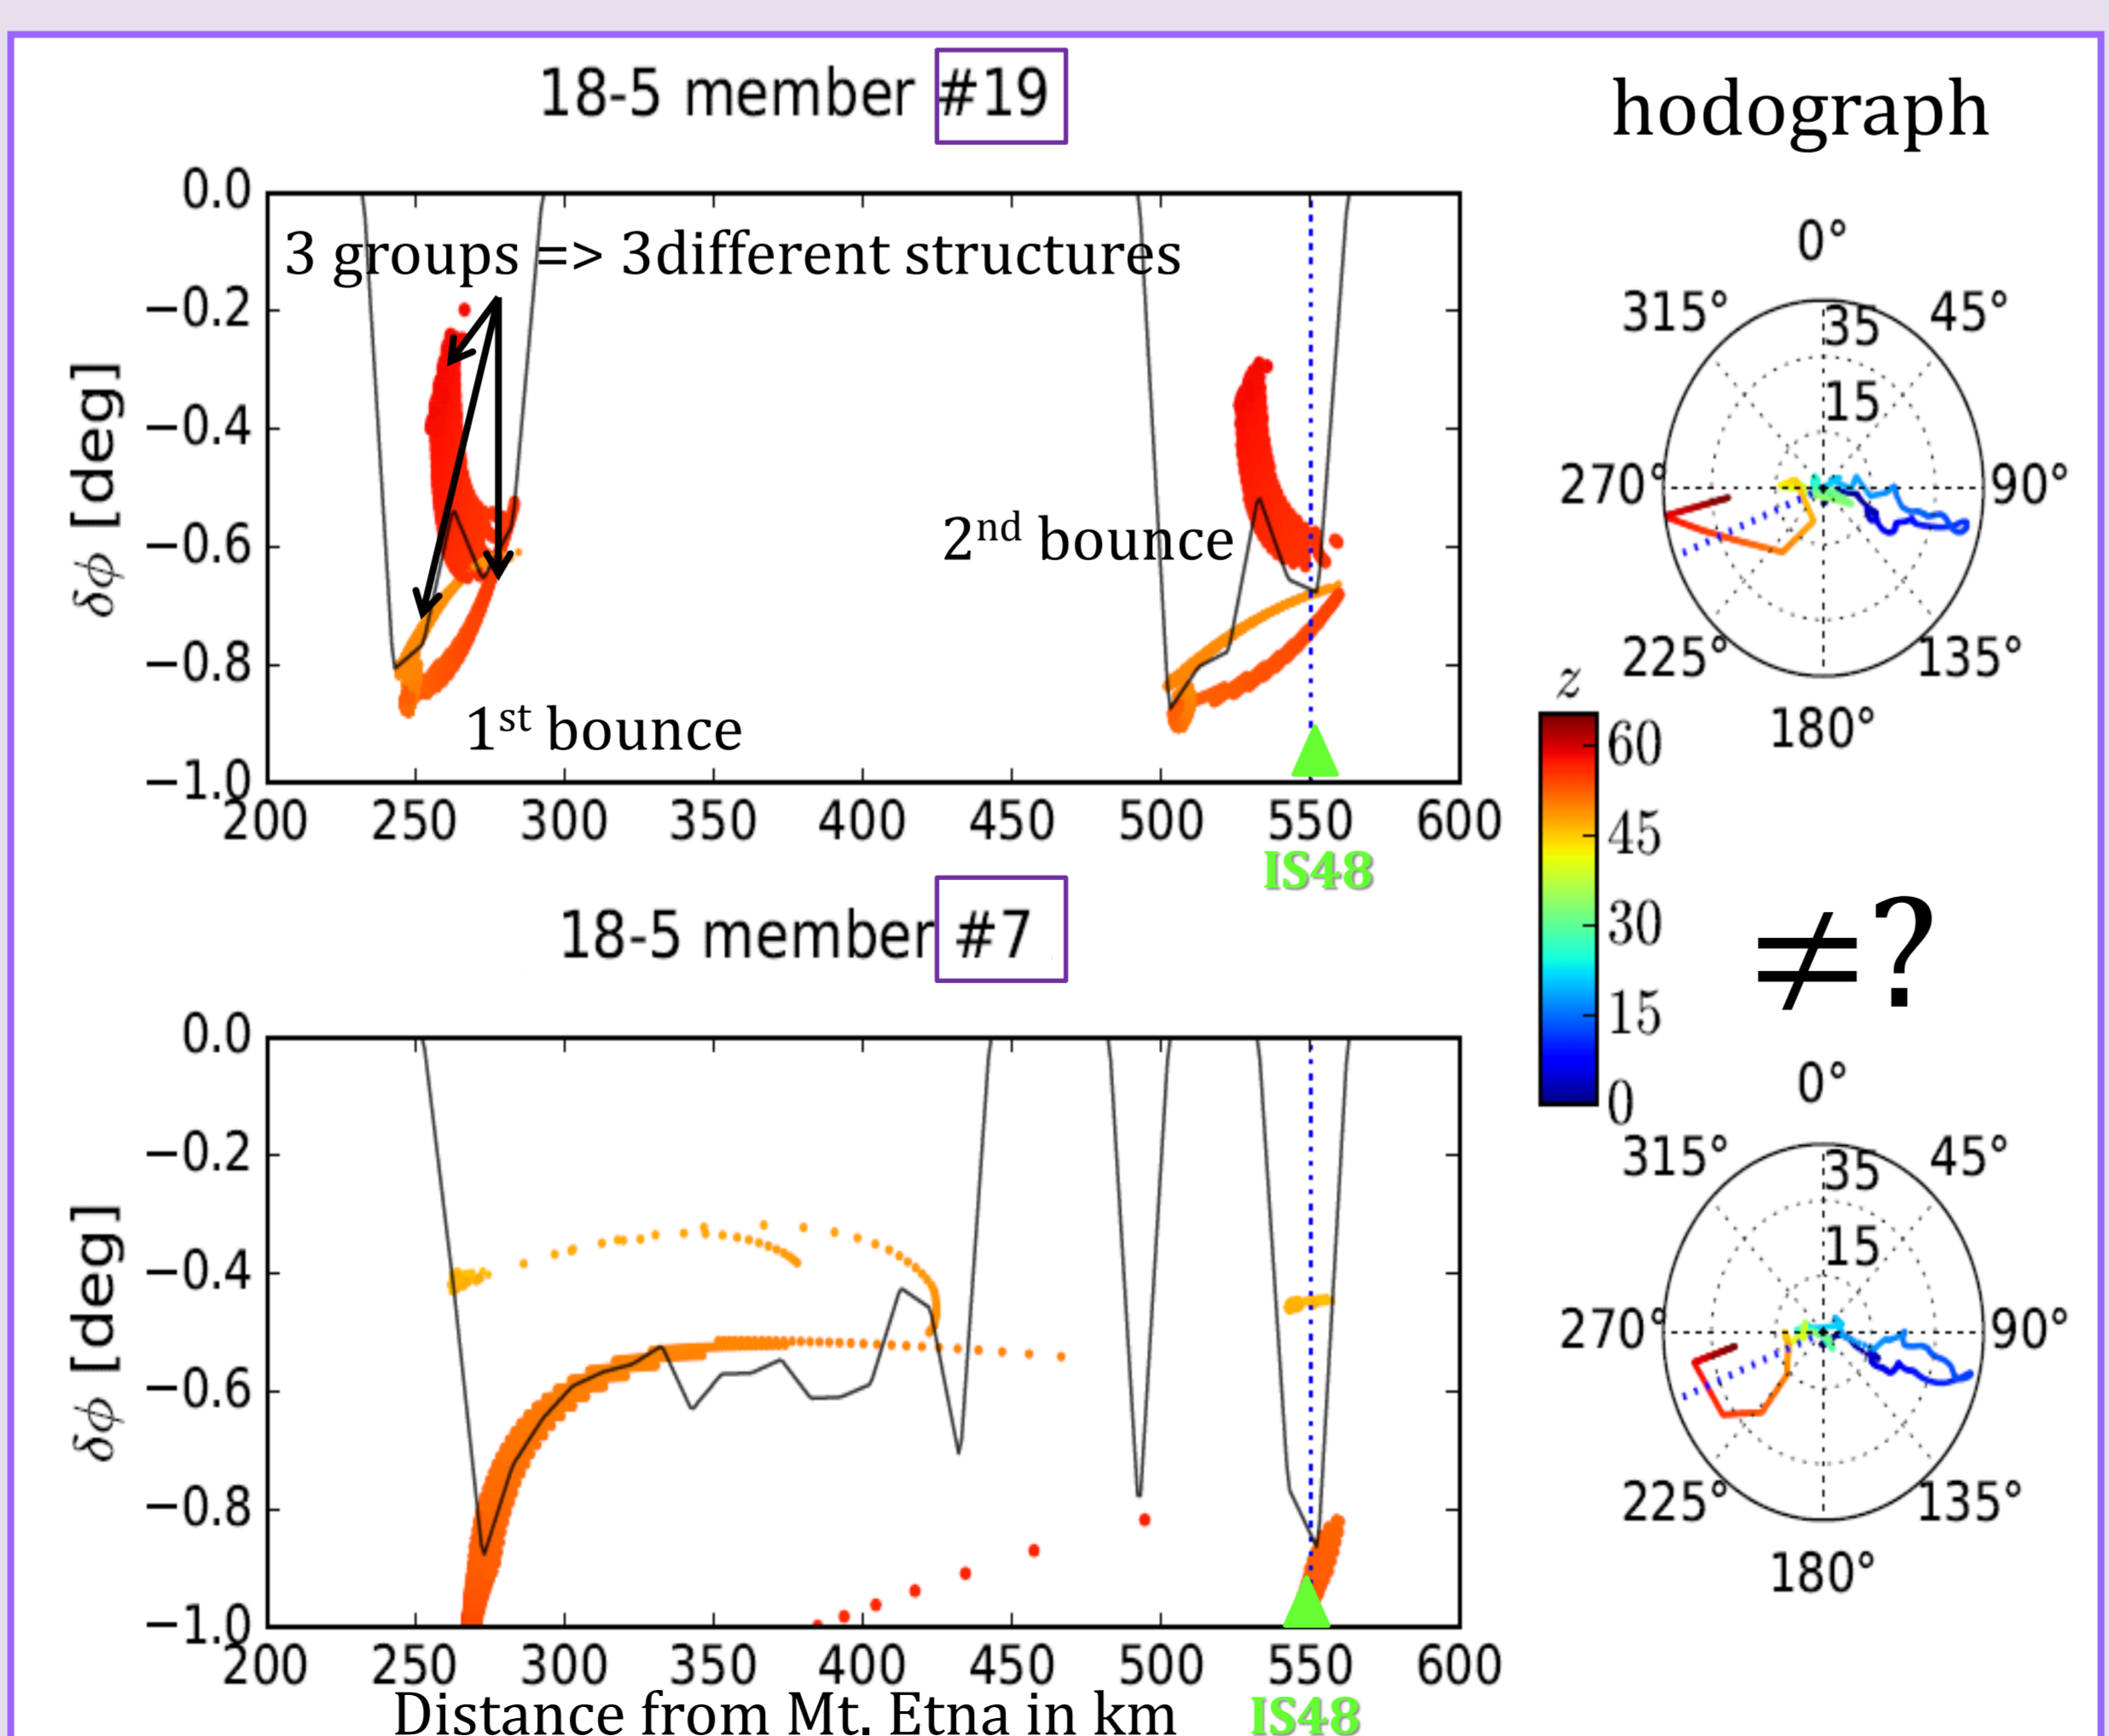 18-5 member #19
hodograph
0.0
−0.2
−0.4
−0.6
−0.8
−1.0
δϕ [deg]
3 groups => 3different structures
1st bounce
2nd bounce
200 250 300 350 400 450 500 550 600
IS48
0°
45°
90°
135°
180°
225°
270°
315°
35
15
z
60
45
30
15
0
≠?
18-5 member #7
0.0
−0.2
−0.4
−0.6
−0.8
−1.0
δϕ [deg]
200 250 300 350 400 450 500 550 600
Distance from Mt. Etna in km
IS48
0°
45°
90°
135°
180°
225°
270°
315°
35
15